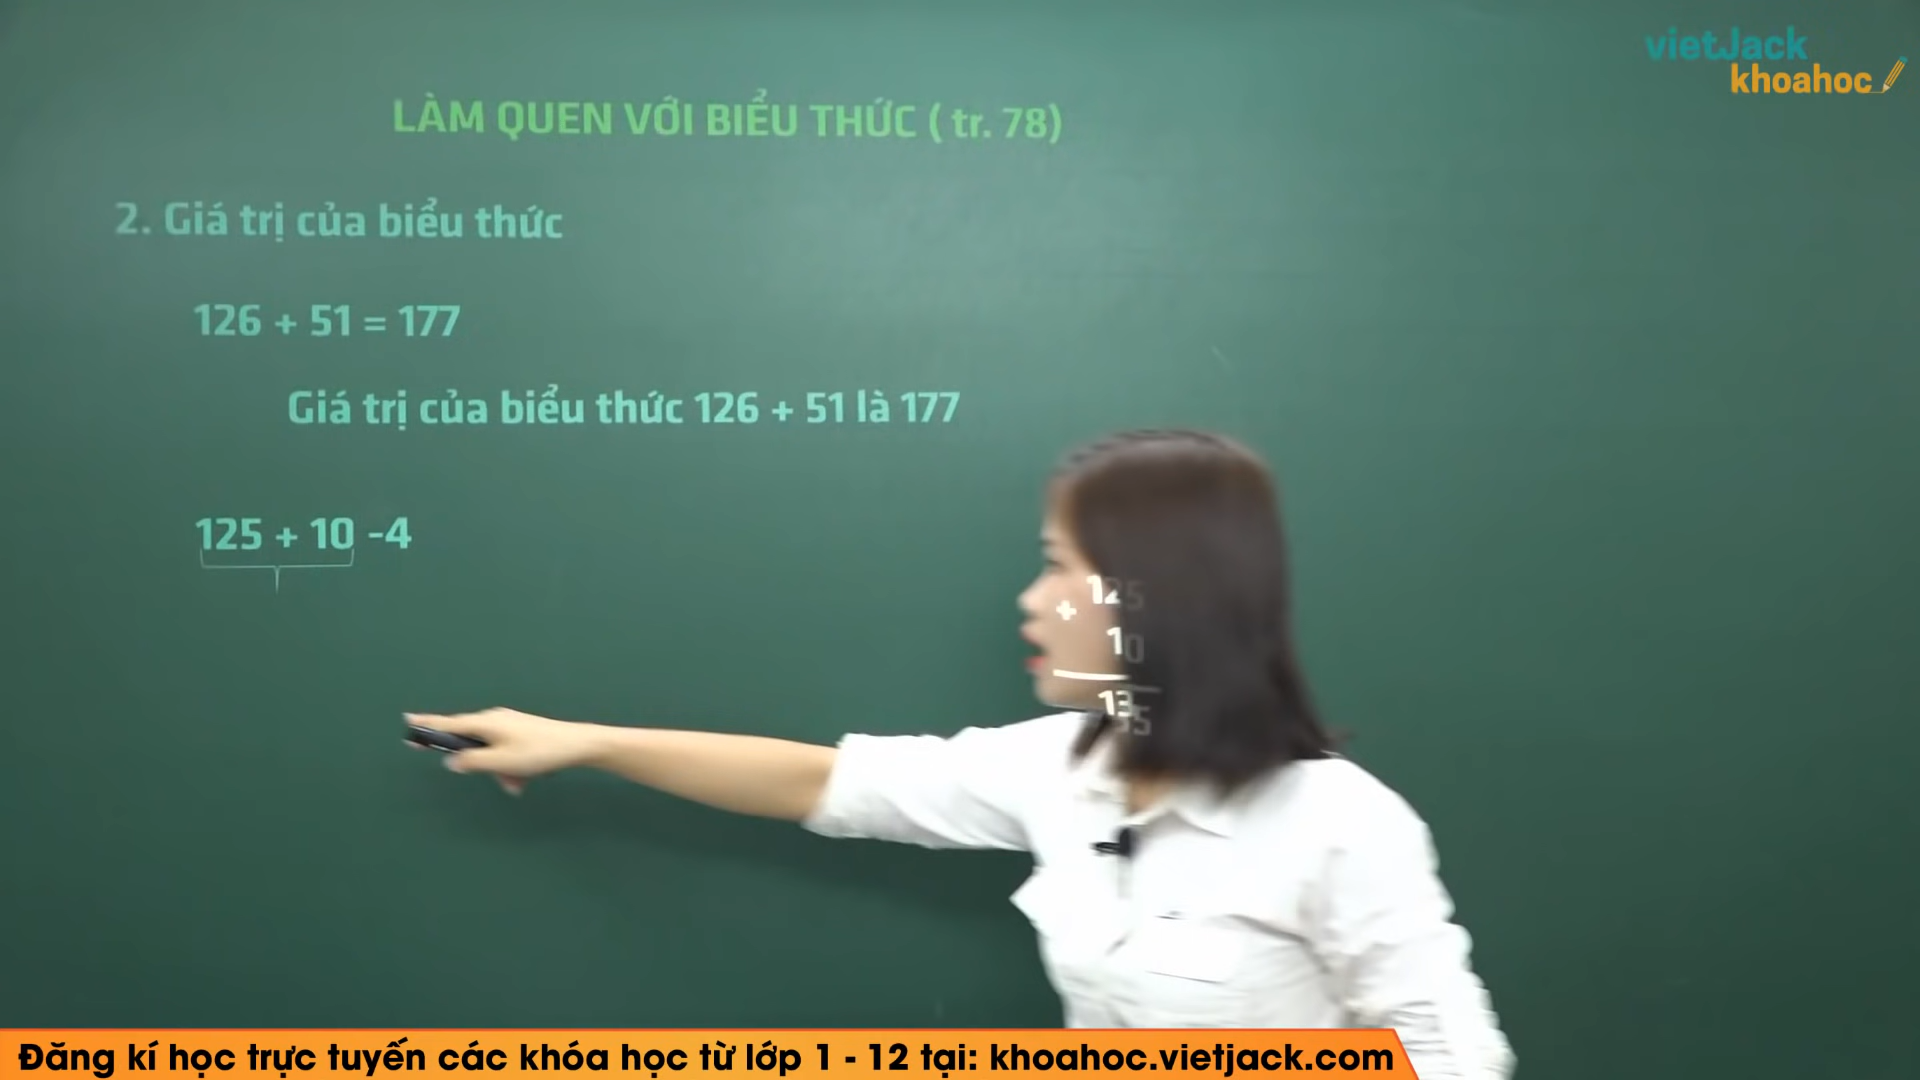 vietJack
khoahoc
LÀM QUEN VỚI BIỂU THỨC ( tr. 78)
2. Giá trị của biểu thức
126 + 51 = 177
Giá trị của biểu thức 126 + 51 là 177
125 + 10 -4
125
+
10
135
Đăng kí học trực tuyến các khóa học từ lớp 1 - 12 tại: khoahoc.vietjack.com